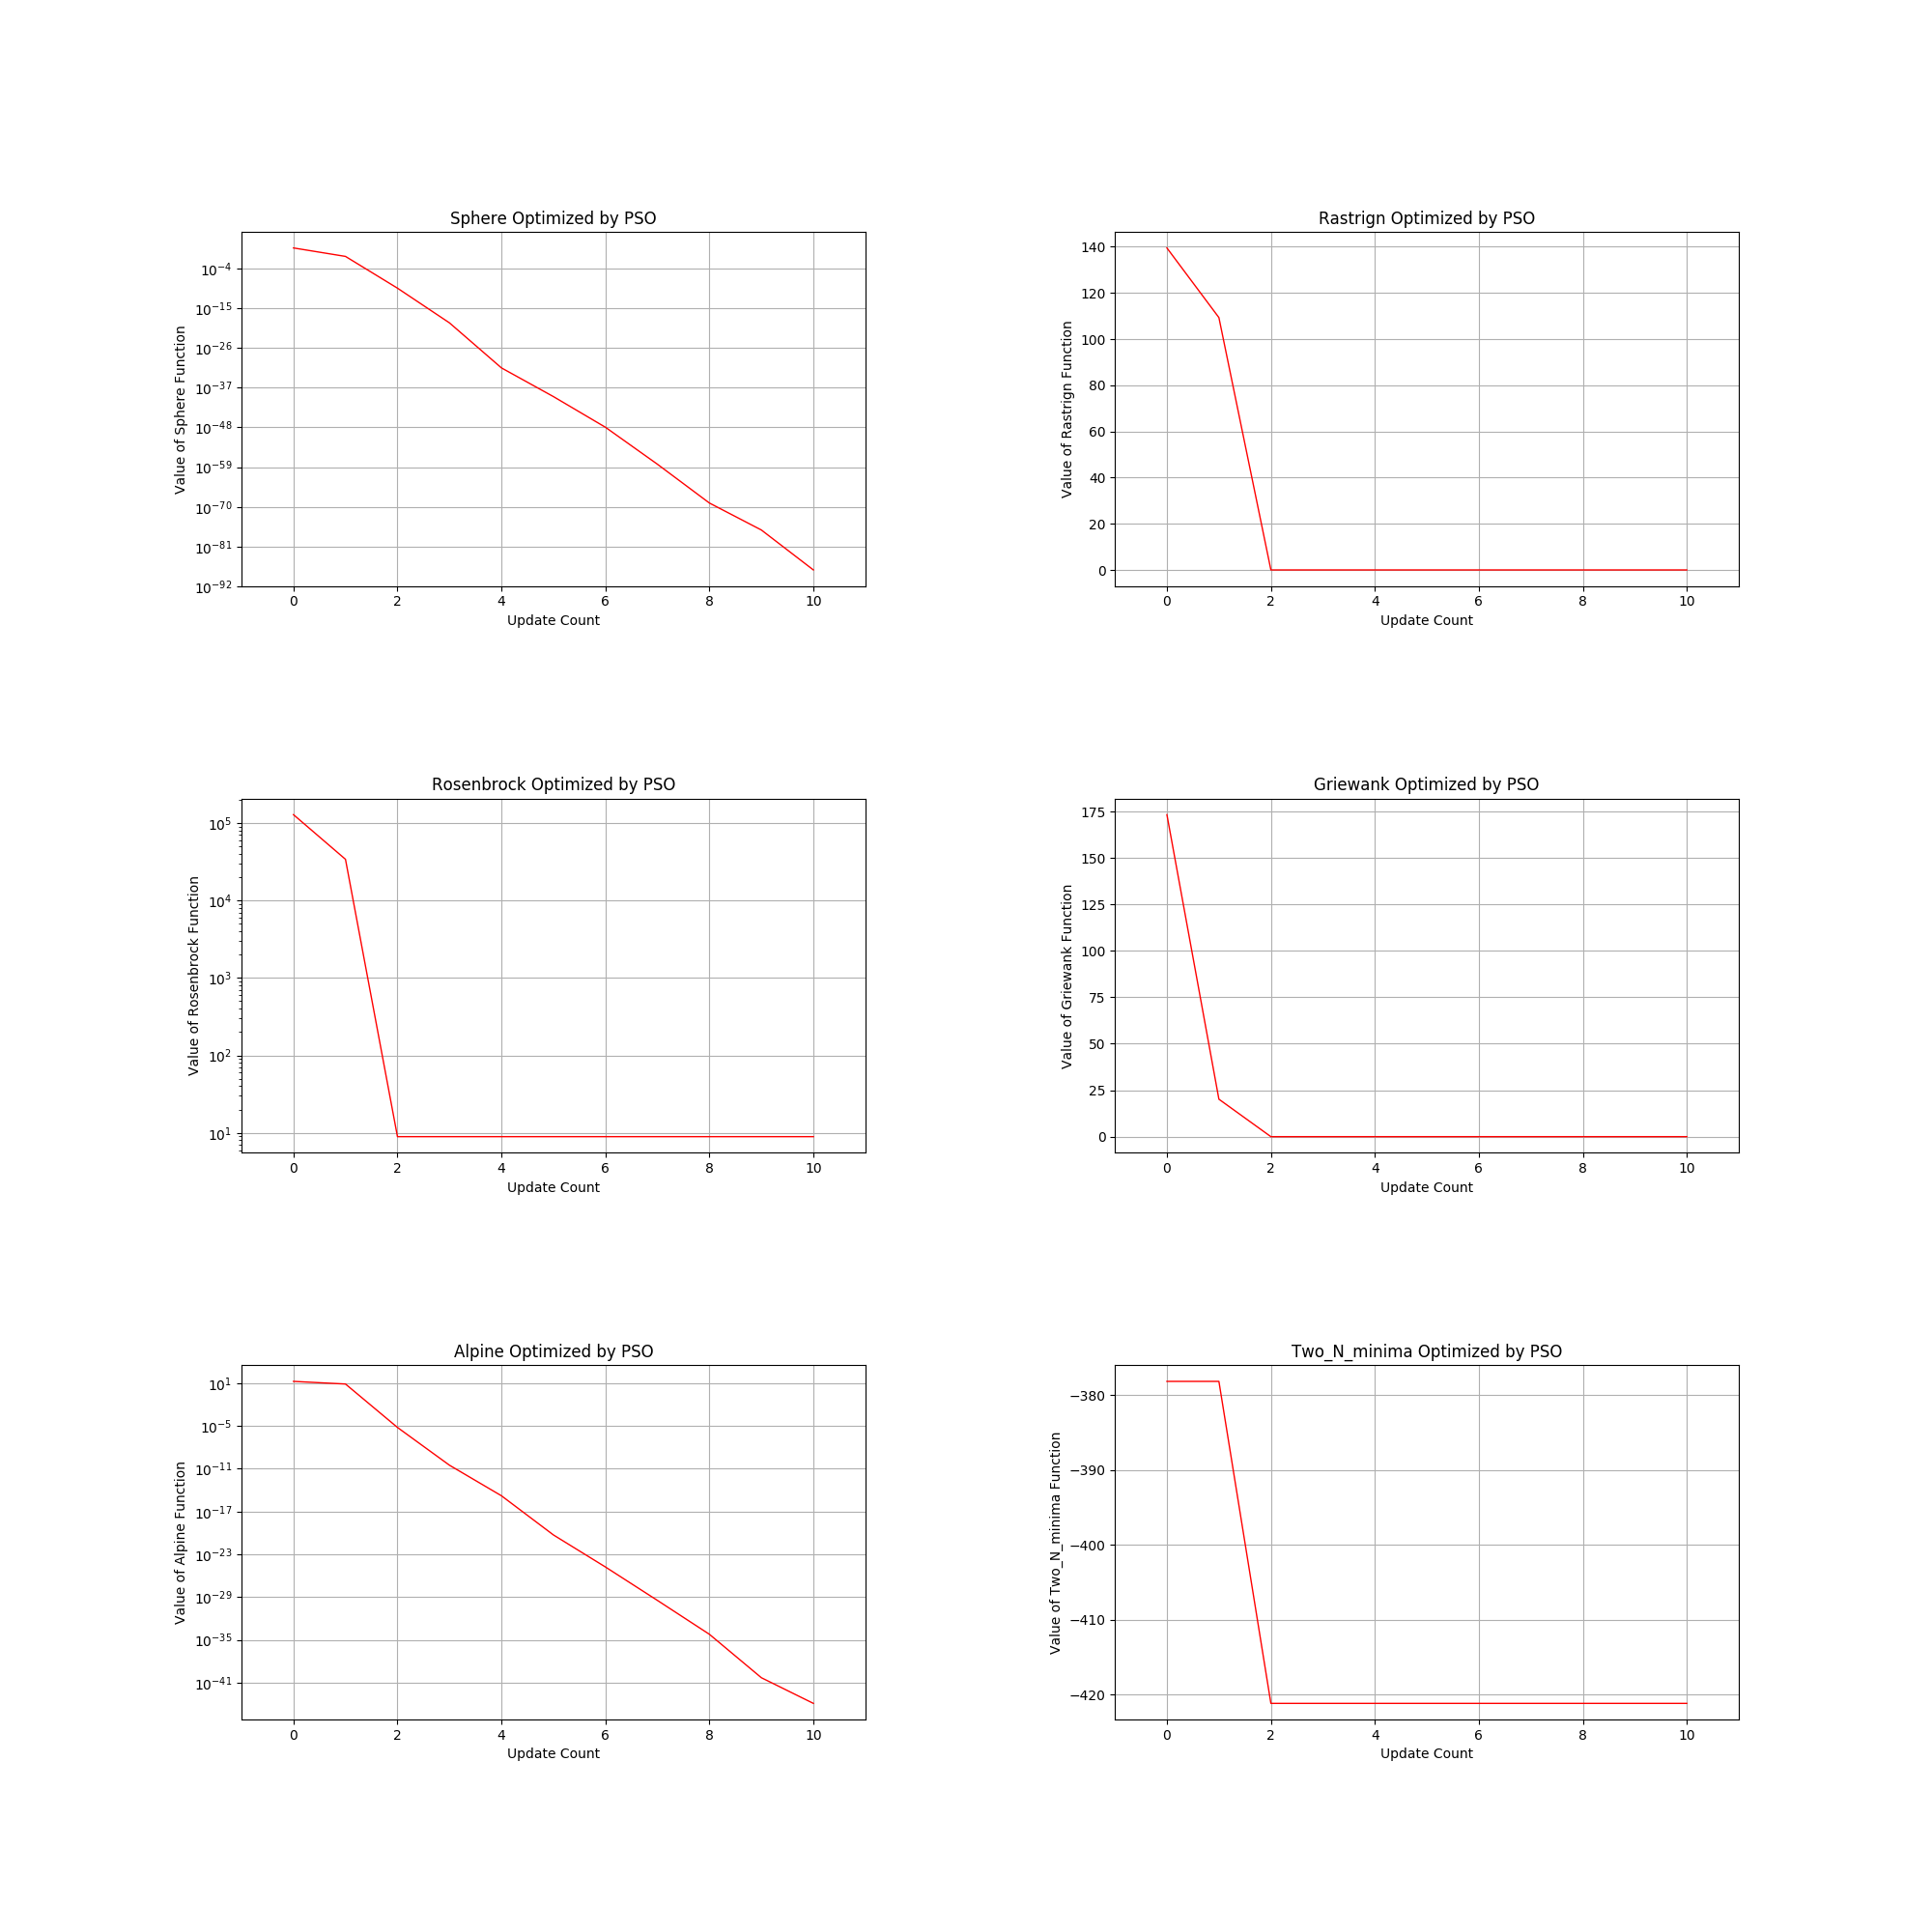 Sphere Optimized by PSO
Value of Sphere Function
10^−4
10^−15
10^−26
10^−37
10^−48
10^−59
10^−70
10^−81
10^−92
0 2 4 6 8 10
Update Count
Rastrign Optimized by PSO
Value of Rastrign Function
140
120
100
80
60
40
20
0
0 2 4 6 8 10
Update Count
Rosenbrock Optimized by PSO
Value of Rosenbrock Function
10^5
10^4
10^3
10^2
10^1
0 2 4 6 8 10
Update Count
Griewank Optimized by PSO
Value of Griewank Function
175
150
125
100
75
50
25
0
0 2 4 6 8 10
Update Count
Alpine Optimized by PSO
Value of Alpine Function
10^1
10^−5
10^−11
10^−17
10^−23
10^−29
10^−35
10^−41
0 2 4 6 8 10
Update Count
Two_N_minima Optimized by PSO
Value of Two_N_minima Function
−380
−390
−400
−410
−420
0 2 4 6 8 10
Update Count